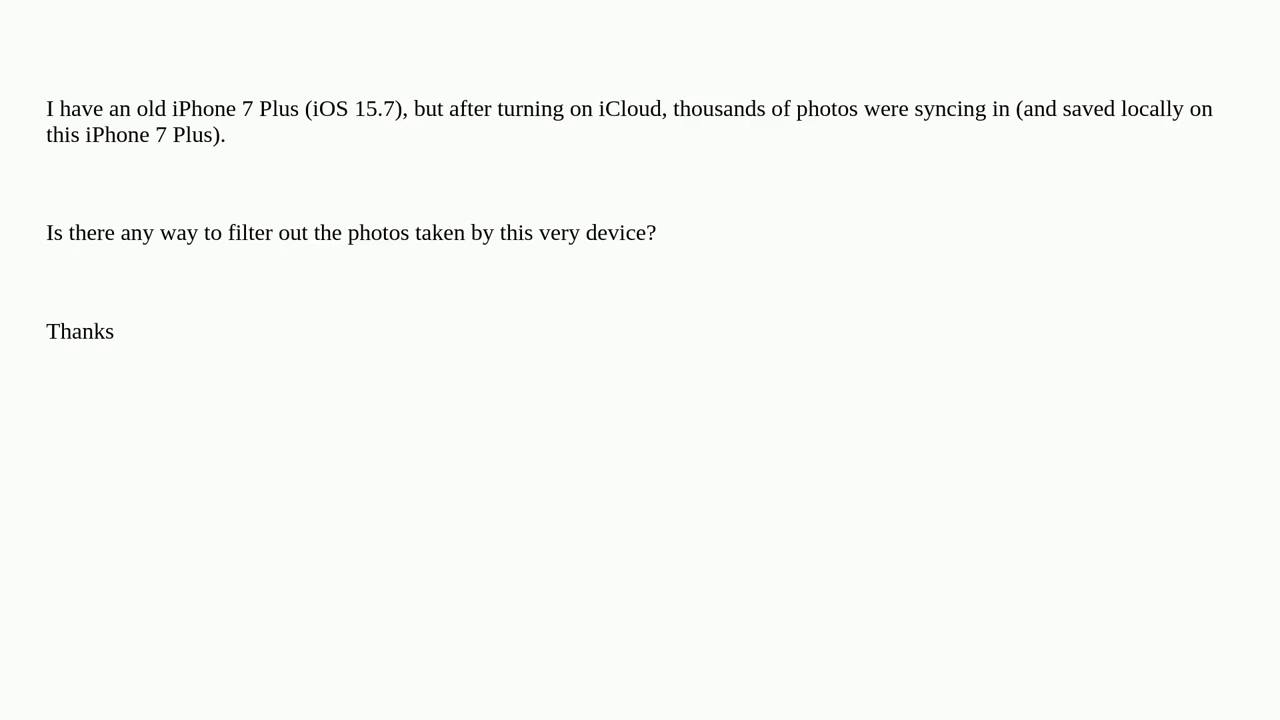 I have an old iPhone 7 Plus (iOS 15.7), but after turning on iCloud, thousands of photos were syncing in (and saved locally on
this iPhone 7 Plus).
Is there any way to filter out the photos taken by this very device?
Thanks